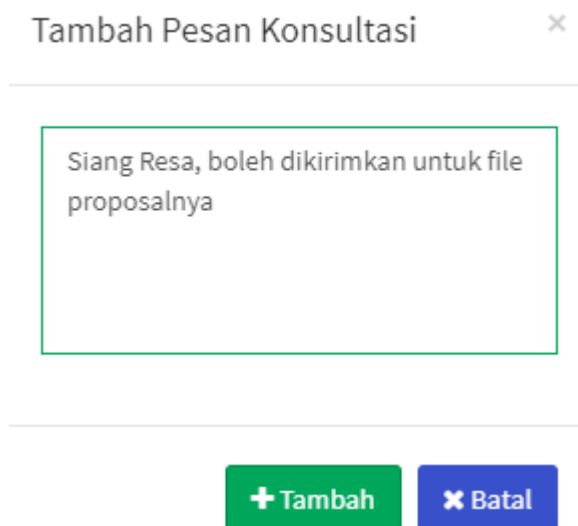 Tambah Pesan Konsultasi ×
Siang Resa, boleh dikirimkan untuk file
proposalnya
+ Tambah
× Batal